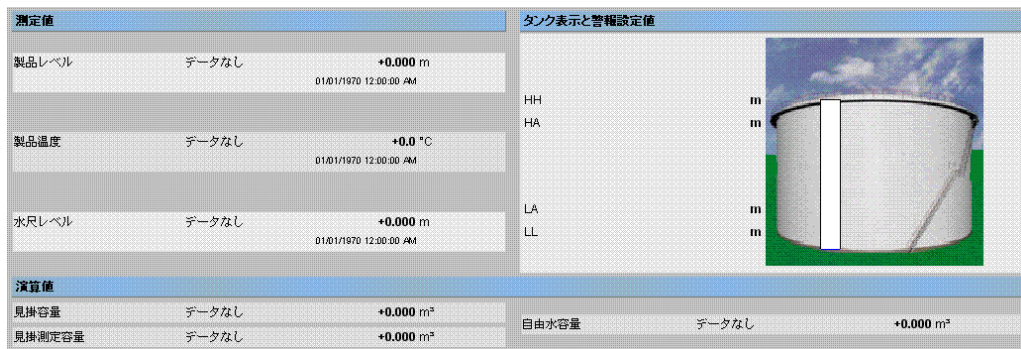 測定値
製品レベル データなし +0.000 m
01/01/1970 12:00:00 AM
製品温度 データなし +0.0 °C
01/01/1970 12:00:00 AM
水尺レベル データなし +0.000 m
01/01/1970 12:00:00 AM
タンク表示と警報設定値
HH m
HA m
LA m
LL m
演算値
見掛容量 データなし +0.000 m³
見掛測定容量 データなし +0.000 m³
自由水容量 データなし +0.000 m³